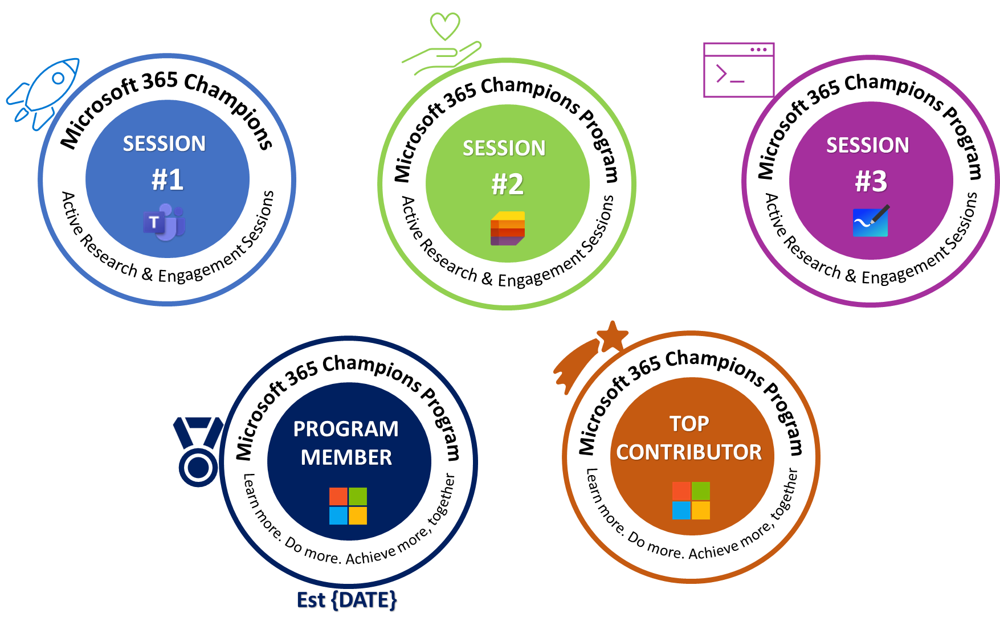 Microsoft 365 Champions
SESSION
#1
T
Active Research & Engagement Sessions
Microsoft 365 Champions Program
SESSION
#2
Active Research & Engagement Sessions
Microsoft 365 Champions Program
SESSION
#3
Active Research & Engagement Sessions
Microsoft 365 Champions Program
PROGRAM
MEMBER
Learn more. Do more. Achieve more, together
Est {DATE}
Microsoft 365 Champions Program
TOP
CONTRIBUTOR
Learn more. Do more. Achieve more, together